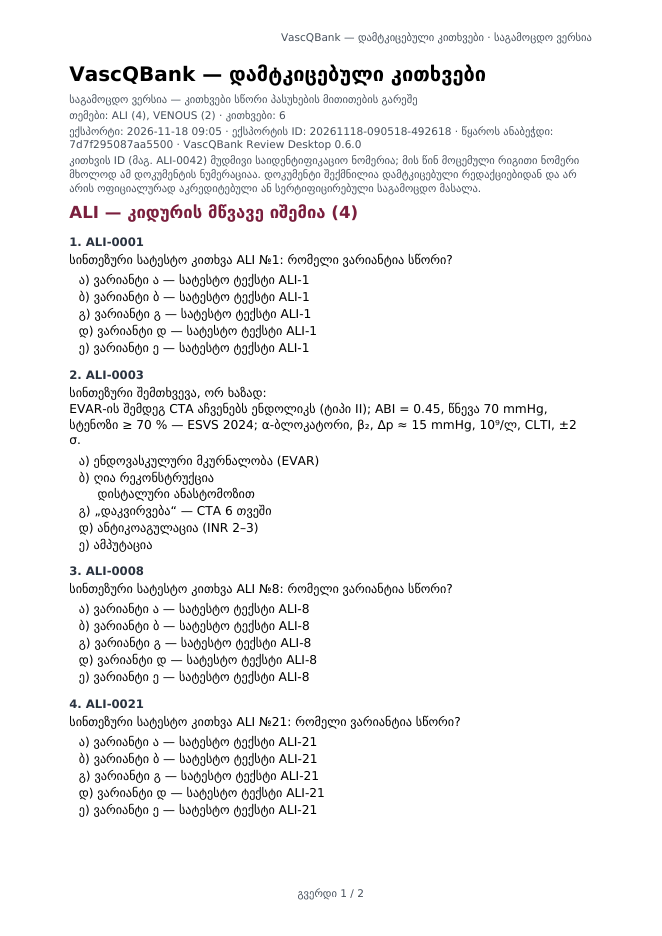 VascQBank — დამტკიცებული კითხვები · საგამოცდო ვერსია
VascQBank — დამტკიცებული კითხვები
საგამოცდო ვერსია — კითხვები სწორი პასუხების მითითების გარეშე
თემები: ALI (4), VENOUS (2) · კითხვები: 6
ექსპორტი: 2026-11-18 09:05 · ექსპორტის ID: 20261118-090518-492618 · წყაროს ანაბეჭდი:
7d7f295087aa5500 · VascQBank Review Desktop 0.6.0
კითხვის ID (მაგ. ALI-0042) მუდმივი საიდენტიფიკაციო ნომერია; მის წინ მოცემული რიგითი ნომერი
მხოლოდ ამ დოკუმენტის ნუმერაციაა. დოკუმენტი შექმნილია დამტკიცებული რედაქციებიდან და არ
არის ოფიციალურად აკრედიტებული ან სერტიფიცირებული საგამოცდო მასალა.
ALI — კიდურის მწვავე იშემია (4)
1. ALI-0001
სინთეზური სატესტო კითხვა ALI №1: რომელი ვარიანტია სწორი?
ა) ვარიანტი ა — სატესტო ტექსტი ALI-1
ბ) ვარიანტი ბ — სატესტო ტექსტი ALI-1
გ) ვარიანტი გ — სატესტო ტექსტი ALI-1
დ) ვარიანტი დ — სატესტო ტექსტი ALI-1
ე) ვარიანტი ე — სატესტო ტექსტი ALI-1
2. ALI-0003
სინთეზური შემთხვევა, ორ ხაზად:
EVAR-ის შემდეგ CTA აჩვენებს ენდოლიკს (ტიპი II); ABI = 0.45, წნევა 70 mmHg,
სტენოზი ≥ 70 % — ESVS 2024; α-ბლოკატორი, β₂, Δp ≈ 15 mmHg, 10⁹/ლ, CLTI, ±2
σ.
ა) ენდოვასკულური მკურნალობა (EVAR)
ბ) ღია რეკონსტრუქცია
დისტალური ანასტომოზით
გ) „დაკვირვება“ — CTA 6 თვეში
დ) ანტიკოაგულაცია (INR 2–3)
ე) ამპუტაცია
3. ALI-0008
სინთეზური სატესტო კითხვა ALI №8: რომელი ვარიანტია სწორი?
ა) ვარიანტი ა — სატესტო ტექსტი ALI-8
ბ) ვარიანტი ბ — სატესტო ტექსტი ALI-8
გ) ვარიანტი გ — სატესტო ტექსტი ALI-8
დ) ვარიანტი დ — სატესტო ტექსტი ALI-8
ე) ვარიანტი ე — სატესტო ტექსტი ALI-8
4. ALI-0021
სინთეზური სატესტო კითხვა ALI №21: რომელი ვარიანტია სწორი?
ა) ვარიანტი ა — სატესტო ტექსტი ALI-21
ბ) ვარიანტი ბ — სატესტო ტექსტი ALI-21
გ) ვარიანტი გ — სატესტო ტექსტი ALI-21
დ) ვარიანტი დ — სატესტო ტექსტი ALI-21
ე) ვარიანტი ე — სატესტო ტექსტი ALI-21
გვერდი 1 / 2